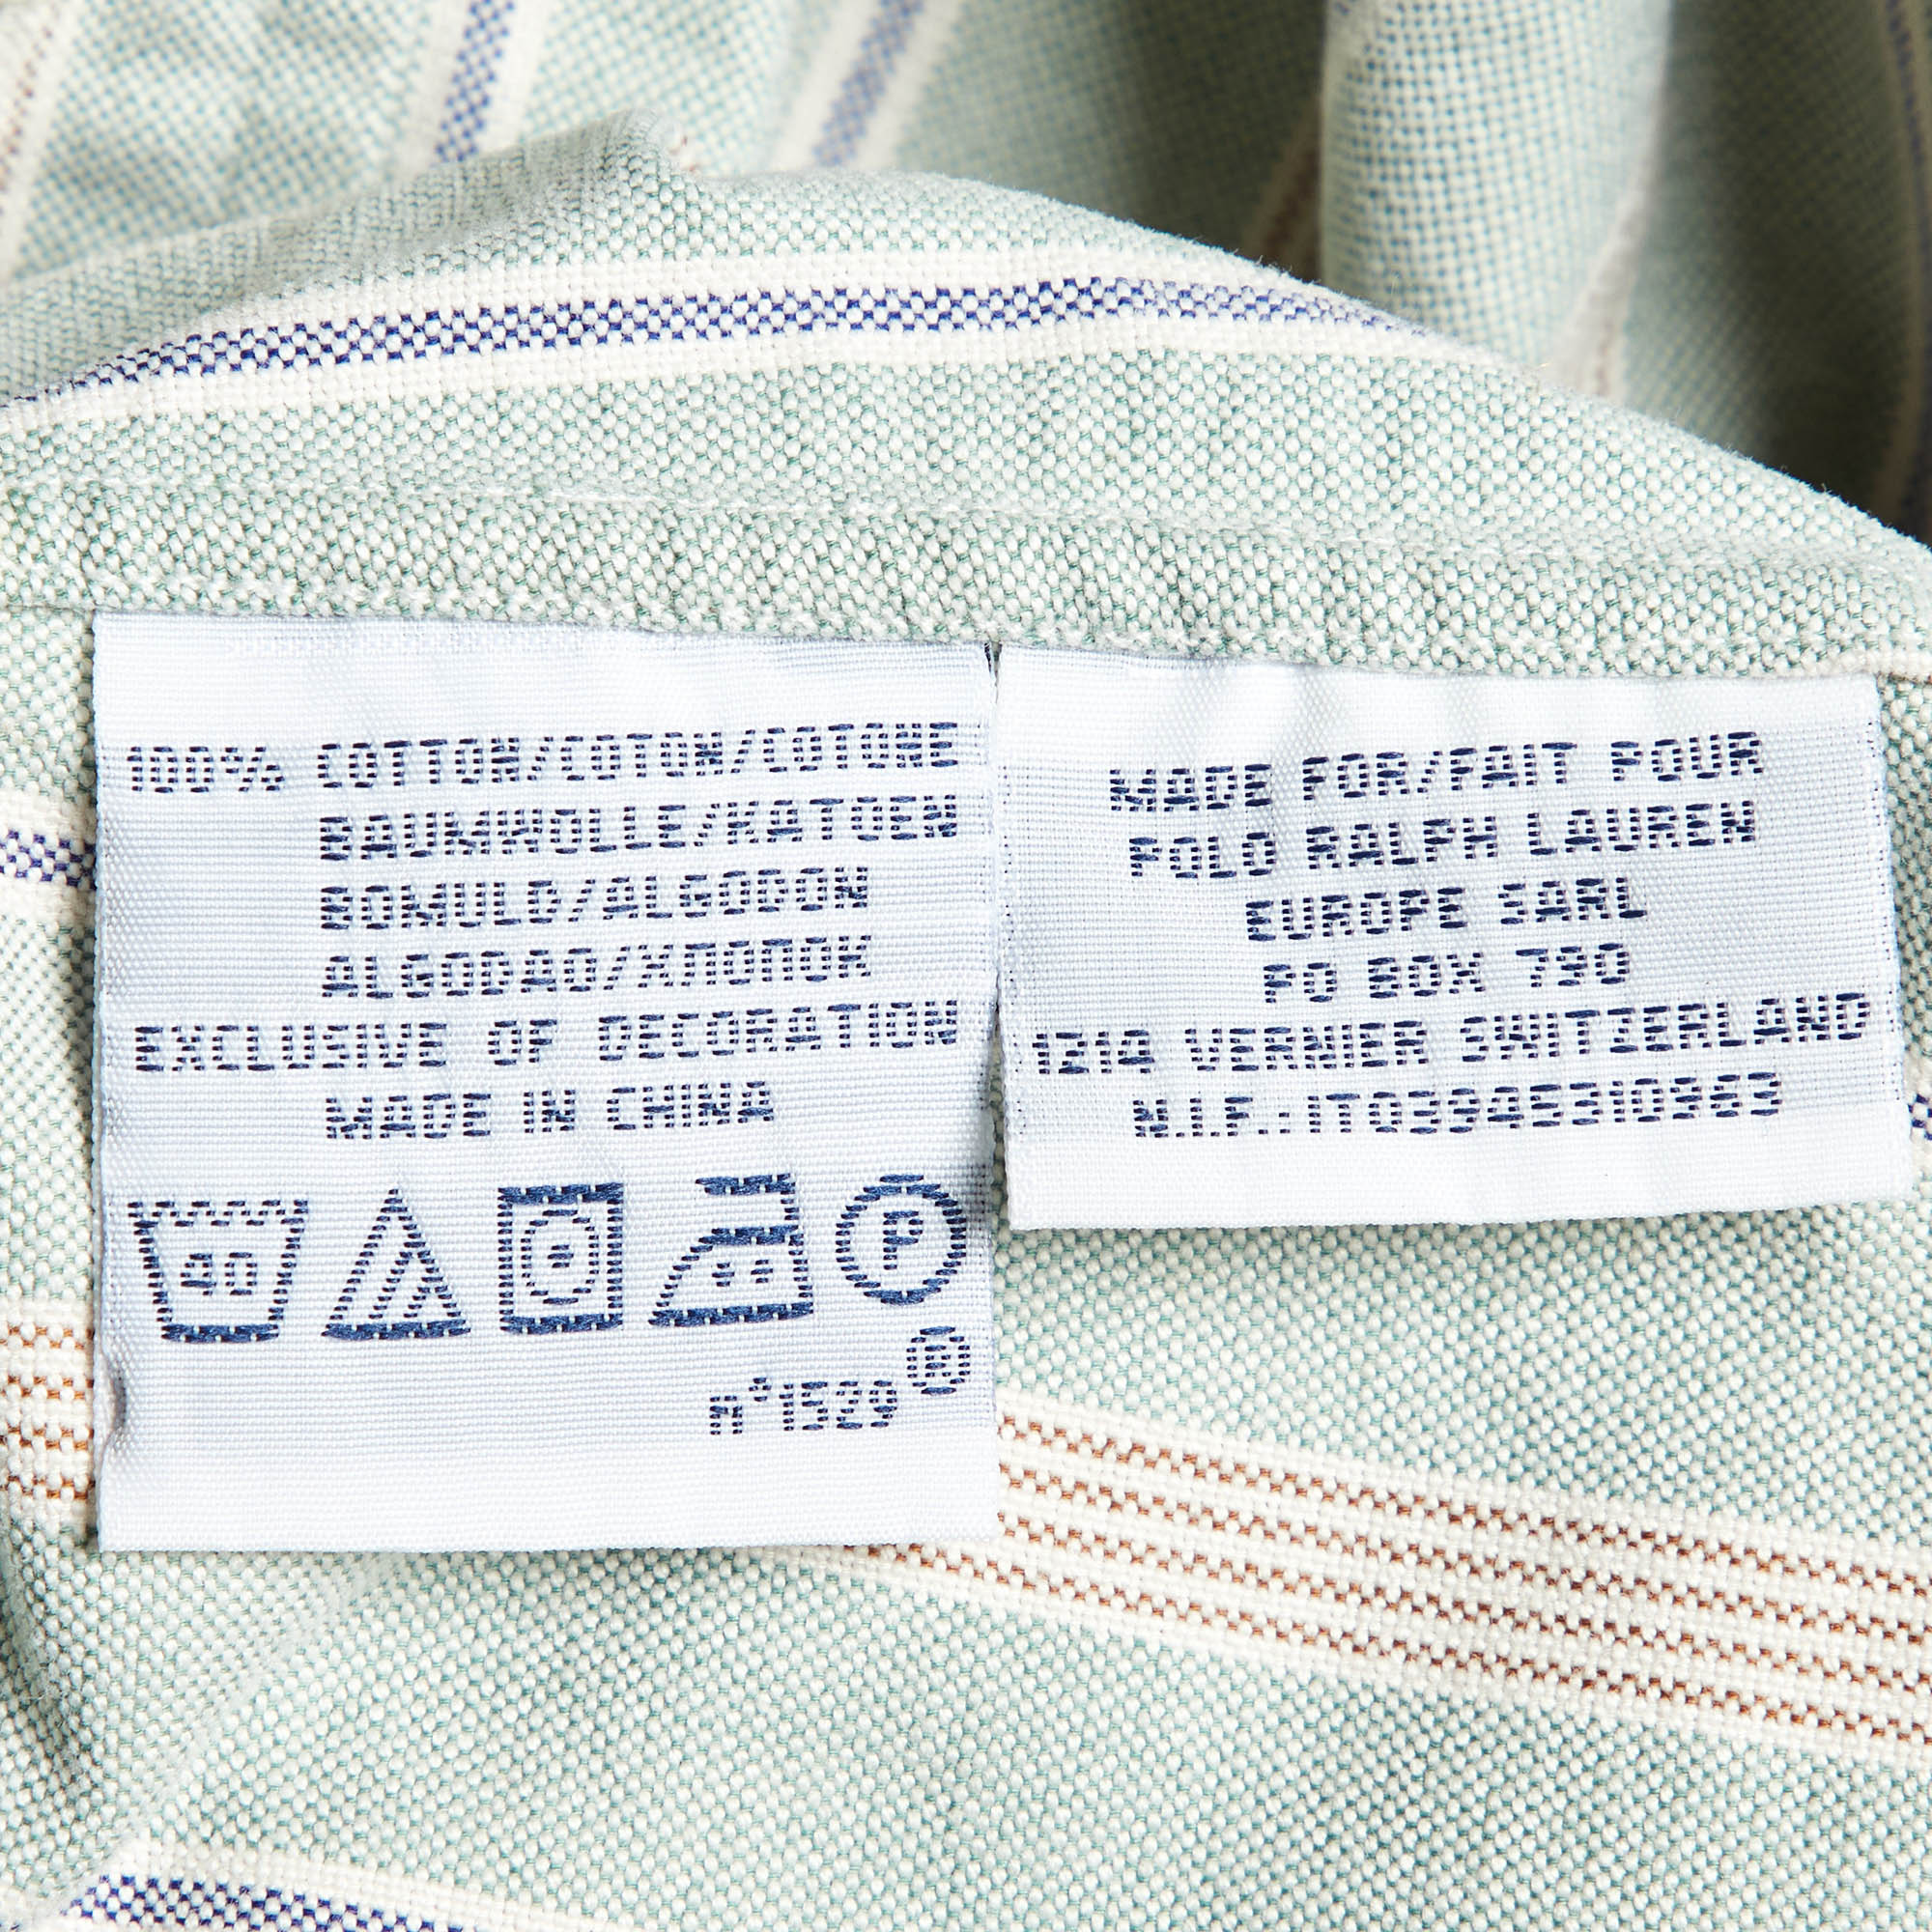 100% COTTON/COTON/COTONE
BAUMWOLLE/KATOEN
BOMULD/ALGODON
ALGODAO/ХЛОПОК
EXCLUSIVE OF DECORATION
MADE IN CHINA
40
P
n°1529®
MADE FOR/FAIT POUR
POLO RALPH LAUREN
EUROPE SARL
PO BOX 790
1214 VERNIER SWITZERLAND
N.I.F.:IT03945310963